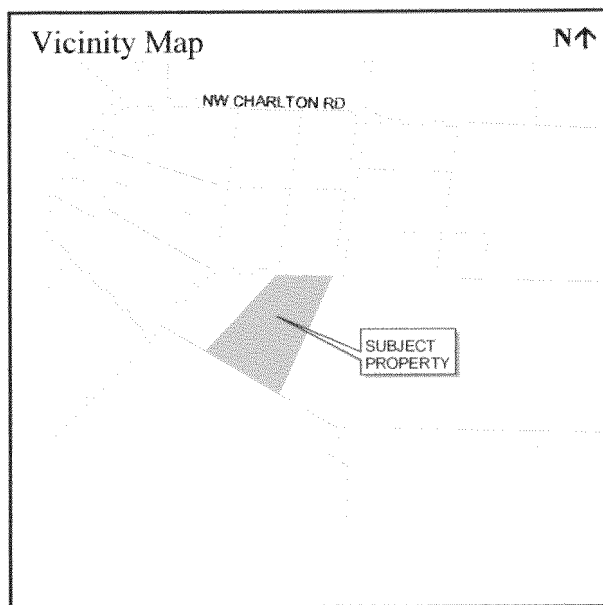 Vicinity Map
N↑
NW CHARLTON RD
SUBJECT
PROPERTY